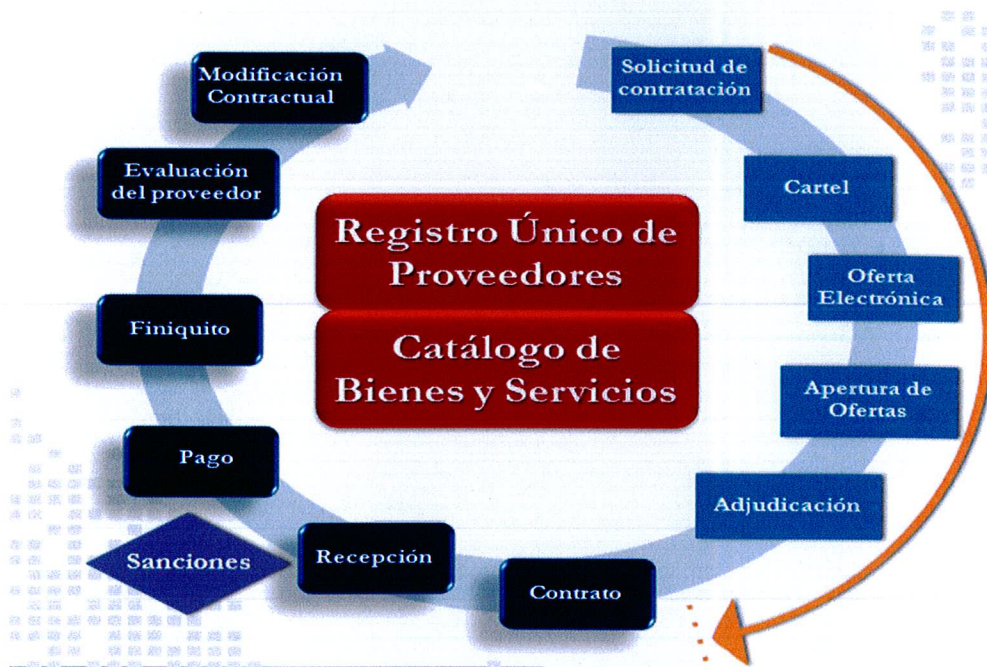 Solicitud de
contratación
Cartel
Oferta
Electrónica
Apertura de
Ofertas
Adjudicación
Contrato
Recepción
Sanciones
Pago
Finiquito
Evaluación
del proveedor
Modificación
Contractual
Registro Único de
Proveedores
Catálogo de
Bienes y Servicios